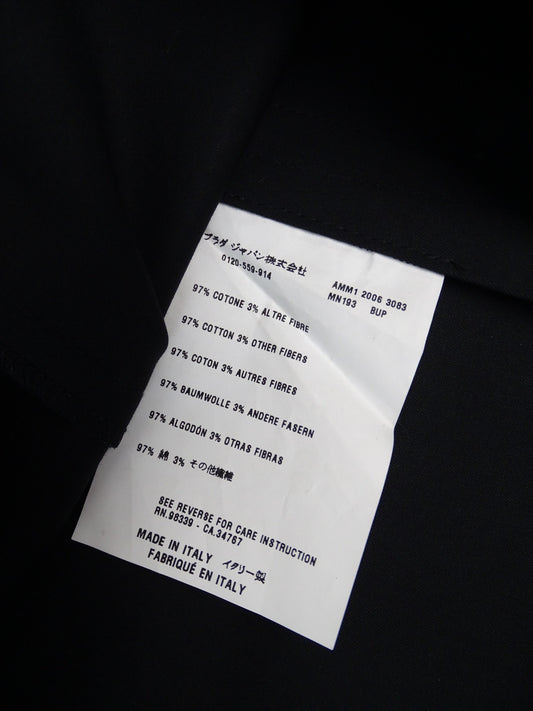 プラダ ジャパン株式会社
0120-559-914
AMM1 2006 3083
MN193 BUP
97% COTONE 3% ALTRE FIBRE
97% COTTON 3% OTHER FIBERS
97% COTON 3% AUTRES FIBRES
97% BAUMWOLLE 3% ANDERE FASERN
97% ALGODÓN 3% OTRAS FIBRAS
97% 綿 3% その他繊維
SEE REVERSE FOR CARE INSTRUCTION
RN.98339 - CA.34767
MADE IN ITALY イタリー製
FABRIQUÉ EN ITALY